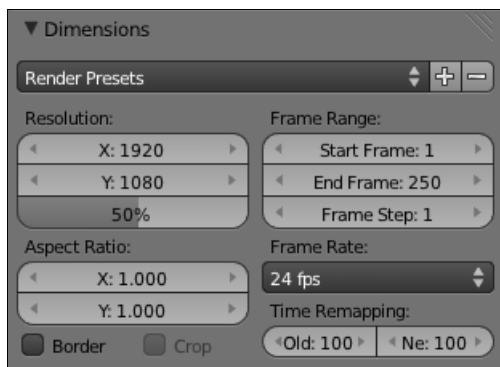 Dimensions
Render Presets
Resolution:
X: 1920
Y: 1080
50%
Aspect Ratio:
X: 1.000
Y: 1.000
Border Crop
Frame Range:
Start Frame: 1
End Frame: 250
Frame Step: 1
Frame Rate:
24 fps
Time Remapping:
Old: 100 Ne: 100